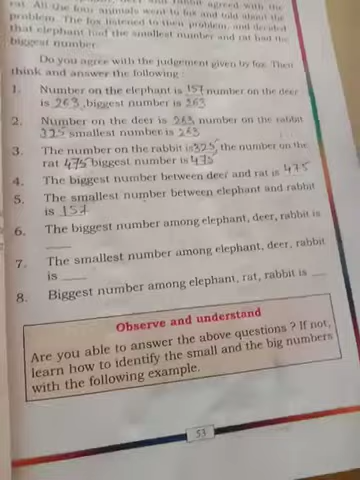 rat. All the four animals went to fox and told about the
problem. The fox listened to their problem, and decided
that elephant had the smallest number and rat had the
biggest number.
Do you agree with the judgement given by fox. Then
think and answer the following :
1. Number on the elephant is 157 number on the deer
is 263, biggest number is 263
2. Number on the deer is 263 number on the rabbit
325 smallest number is 263
3. The number on the rabbit is 325, the number on the
rat 475 biggest number is 475
4. The biggest number between deer and rat is 475
5. The smallest number between elephant and rabbit
is 157
6. The biggest number among elephant, deer, rabbit is
____
7. The smallest number among elephant, deer, rabbit
is ____
8. Biggest number among elephant, rat, rabbit is ___
Observe and understand
Are you able to answer the above questions ? If not,
learn how to identify the small and the big numbers
with the following example.
53